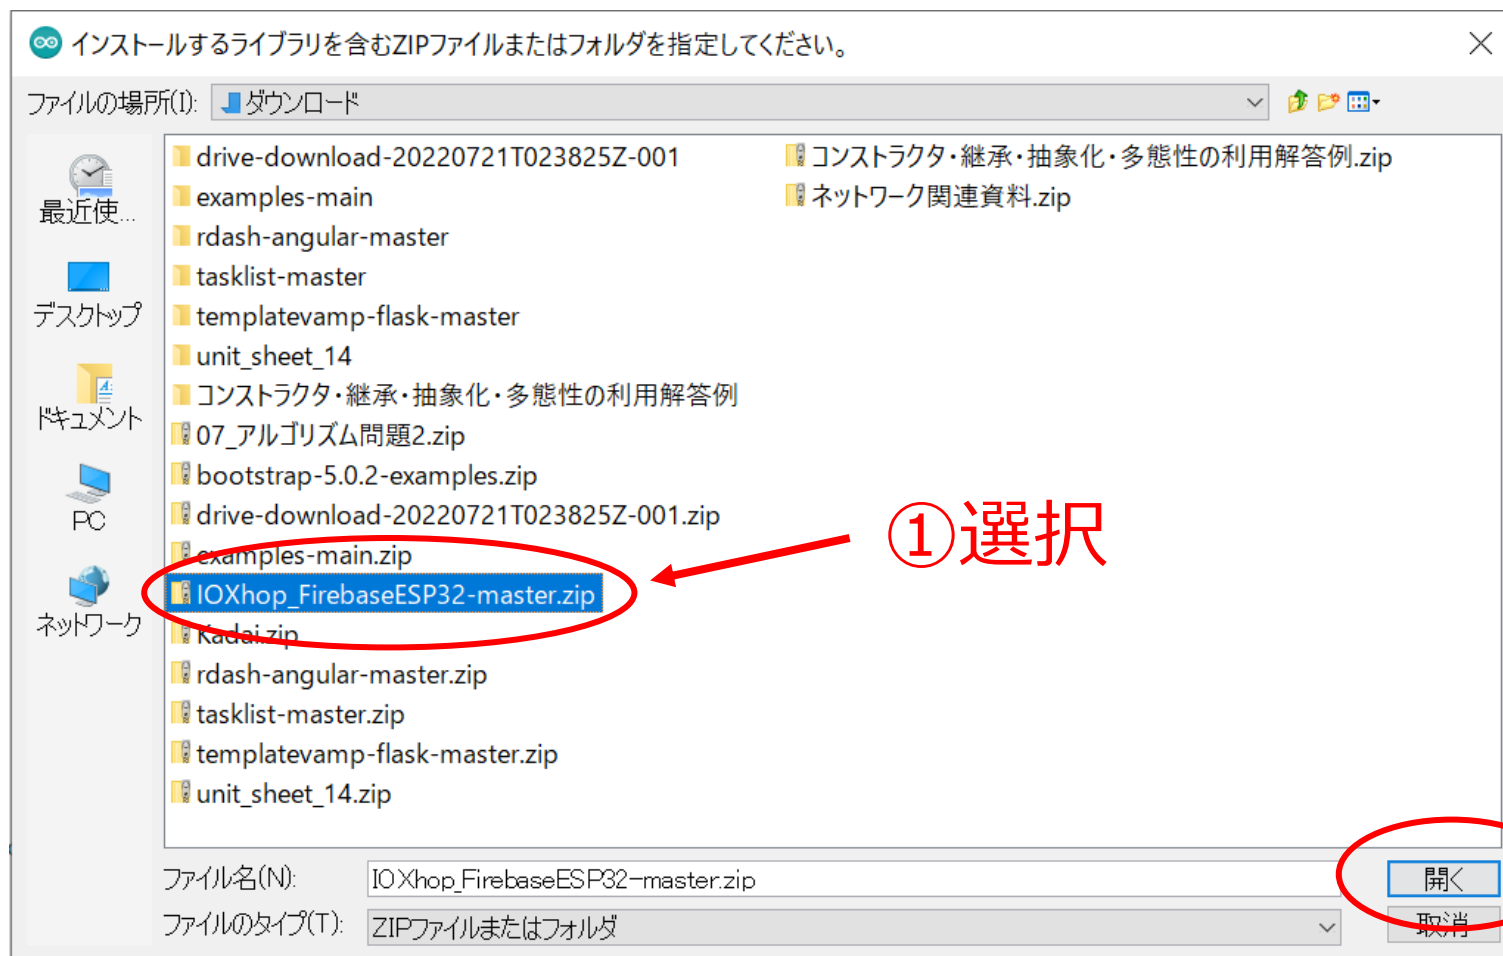 インストールするライブラリを含むZIPファイルまたはフォルダを指定してください。
ファイルの場所(I): ダウンロード
最近使...
デスクトップ
ドキュメント
PC
ネットワーク
drive-download-20220721T023825Z-001
examples-main
rdash-angular-master
tasklist-master
templatevamp-flask-master
unit_sheet_14
コンストラクタ・継承・抽象化・多態性の利用解答例
07_アルゴリズム問題2.zip
bootstrap-5.0.2-examples.zip
drive-download-20220721T023825Z-001.zip
examples-main.zip
IOXhop_FirebaseESP32-master.zip
Kadai.zip
rdash-angular-master.zip
tasklist-master.zip
templatevamp-flask-master.zip
unit_sheet_14.zip
コンストラクタ・継承・抽象化・多態性の利用解答例.zip
ネットワーク関連資料.zip
①選択
ファイル名(N): IOXhop_FirebaseESP32-master.zip
開く
ファイルのタイプ(T): ZIPファイルまたはフォルダ
取消